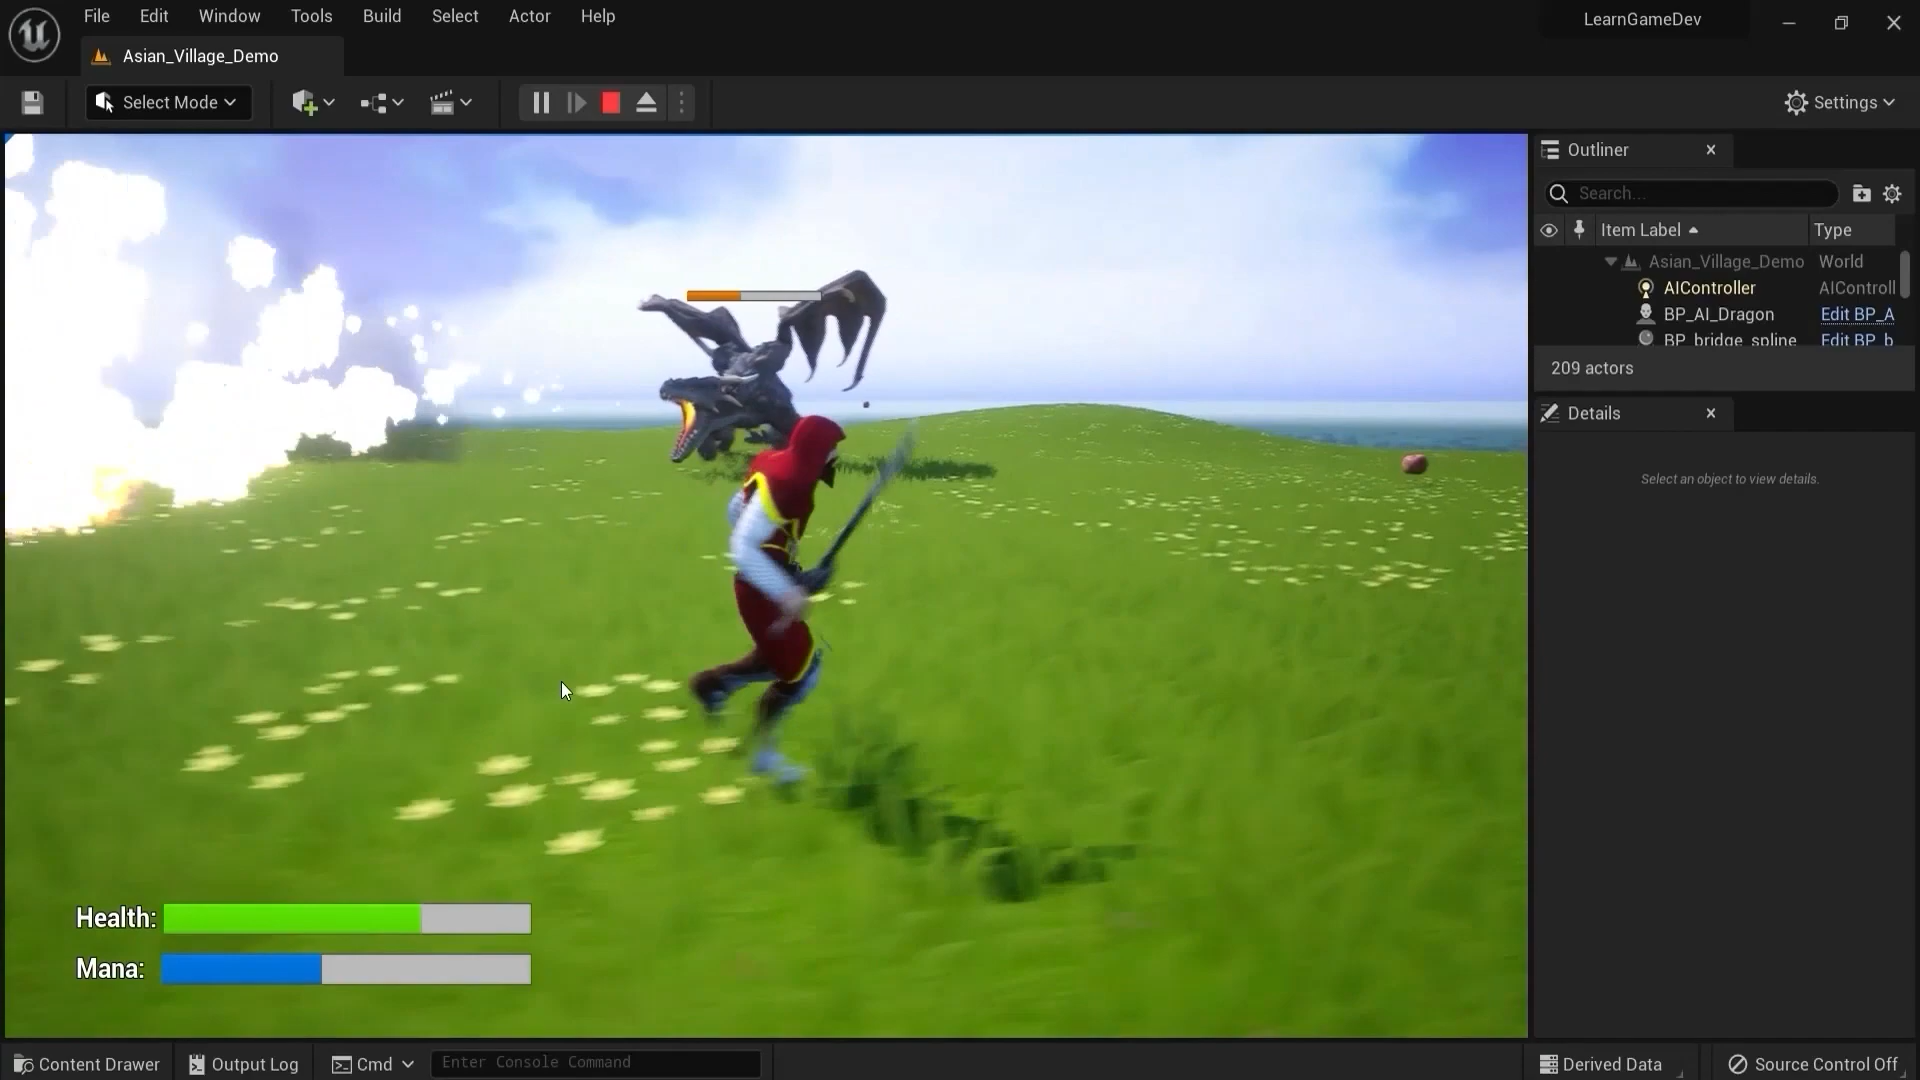 File Edit Window Tools Build Select Actor Help
LearnGameDev
Asian_Village_Demo
Select Mode
Settings
Outliner
Search...
Item Label Type
Asian_Village_Demo World
AIController AIControll
BP_AI_Dragon Edit BP_A
BP_bridge_spline Edit BP_b
209 actors
Details
Select an object to view details.
Health:
Mana:
Content Drawer Output Log Cmd Enter Console Command Derived Data Source Control Off